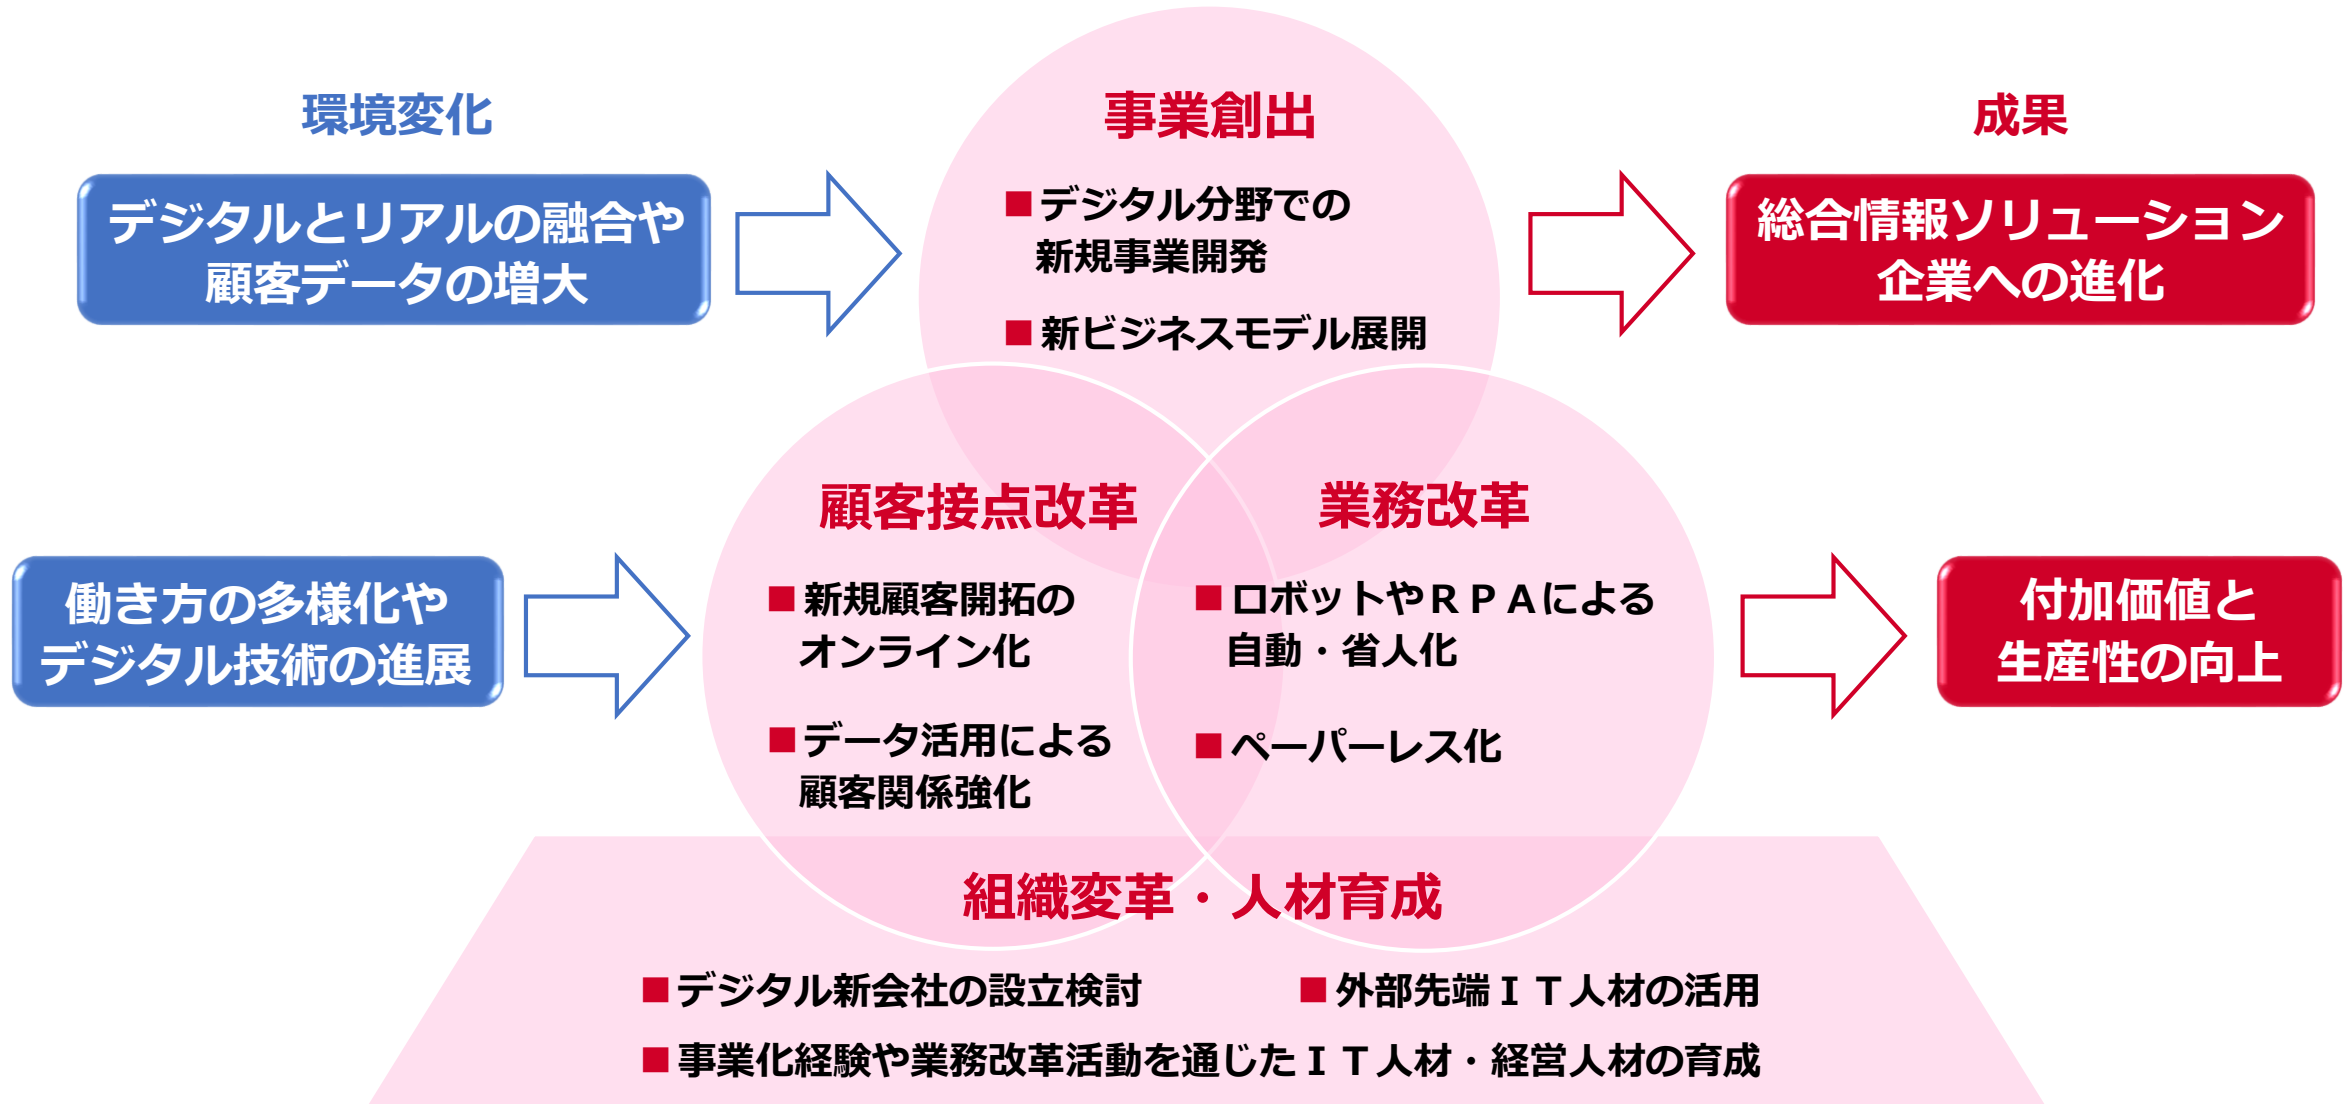 環境変化
デジタルとリアルの融合や
顧客データの増大
事業創出
■デジタル分野での
新規事業開発
■新ビジネスモデル展開
成果
総合情報ソリューション
企業への進化
働き方の多様化や
デジタル技術の進展
顧客接点改革
■新規顧客開拓の
オンライン化
■データ活用による
顧客関係強化
業務改革
■ロボットやＲＰＡによる
自動・省人化
■ペーパーレス化
付加価値と
生産性の向上
組織変革・人材育成
■デジタル新会社の設立検討
■外部先端ＩＴ人材の活用
■事業化経験や業務改革活動を通じたＩＴ人材・経営人材の育成